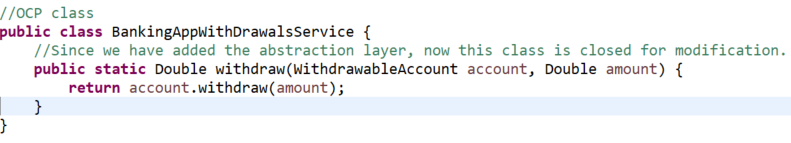 //OCP class
public class BankingAppWithDrawalsService {
//Since we have added the abstraction layer, now this class is closed for modification.
public static Double withdraw(WithdrawableAccount account, Double amount) {
return account.withdraw(amount);
}
}